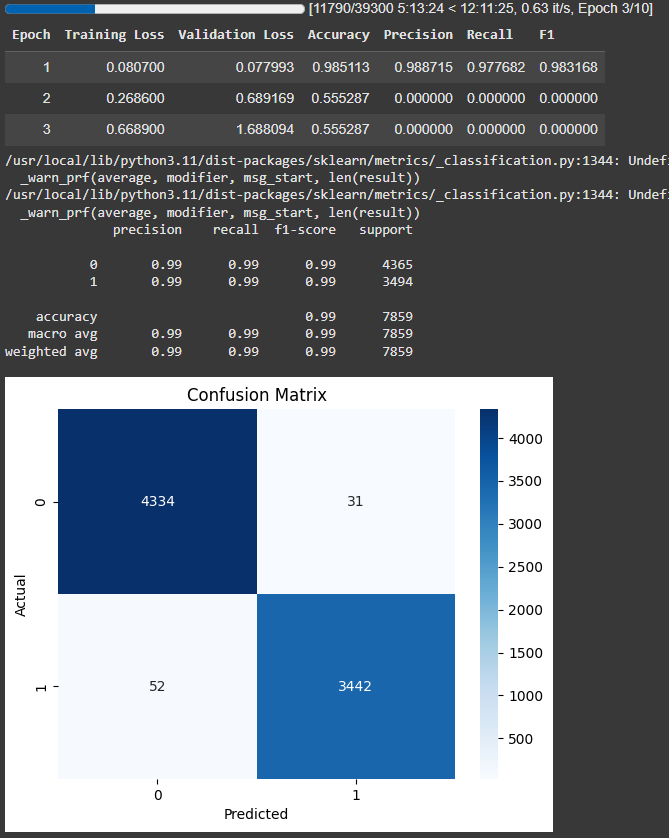 [11790/39300 5:13:24 < 12:11:25, 0.63 it/s, Epoch 3/10]
Epoch Training Loss Validation Loss Accuracy Precision Recall F1
1 0.080700 0.077993 0.985113 0.988715 0.977682 0.983168
2 0.268600 0.689169 0.555287 0.000000 0.000000 0.000000
3 0.668900 1.688094 0.555287 0.000000 0.000000 0.000000
/usr/local/lib/python3.11/dist-packages/sklearn/metrics/_classification.py:1344: Undefi
_warn_prf(average, modifier, msg_start, len(result))
/usr/local/lib/python3.11/dist-packages/sklearn/metrics/_classification.py:1344: Undefi
_warn_prf(average, modifier, msg_start, len(result))
precision recall f1-score support
0 0.99 0.99 0.99 4365
1 0.99 0.99 0.99 3494
accuracy 0.99 7859
macro avg 0.99 0.99 0.99 7859
weighted avg 0.99 0.99 0.99 7859
Confusion Matrix
4334 31
52 3442
0
1
Actual
0 1
Predicted
4000
3500
3000
2500
2000
1500
1000
500